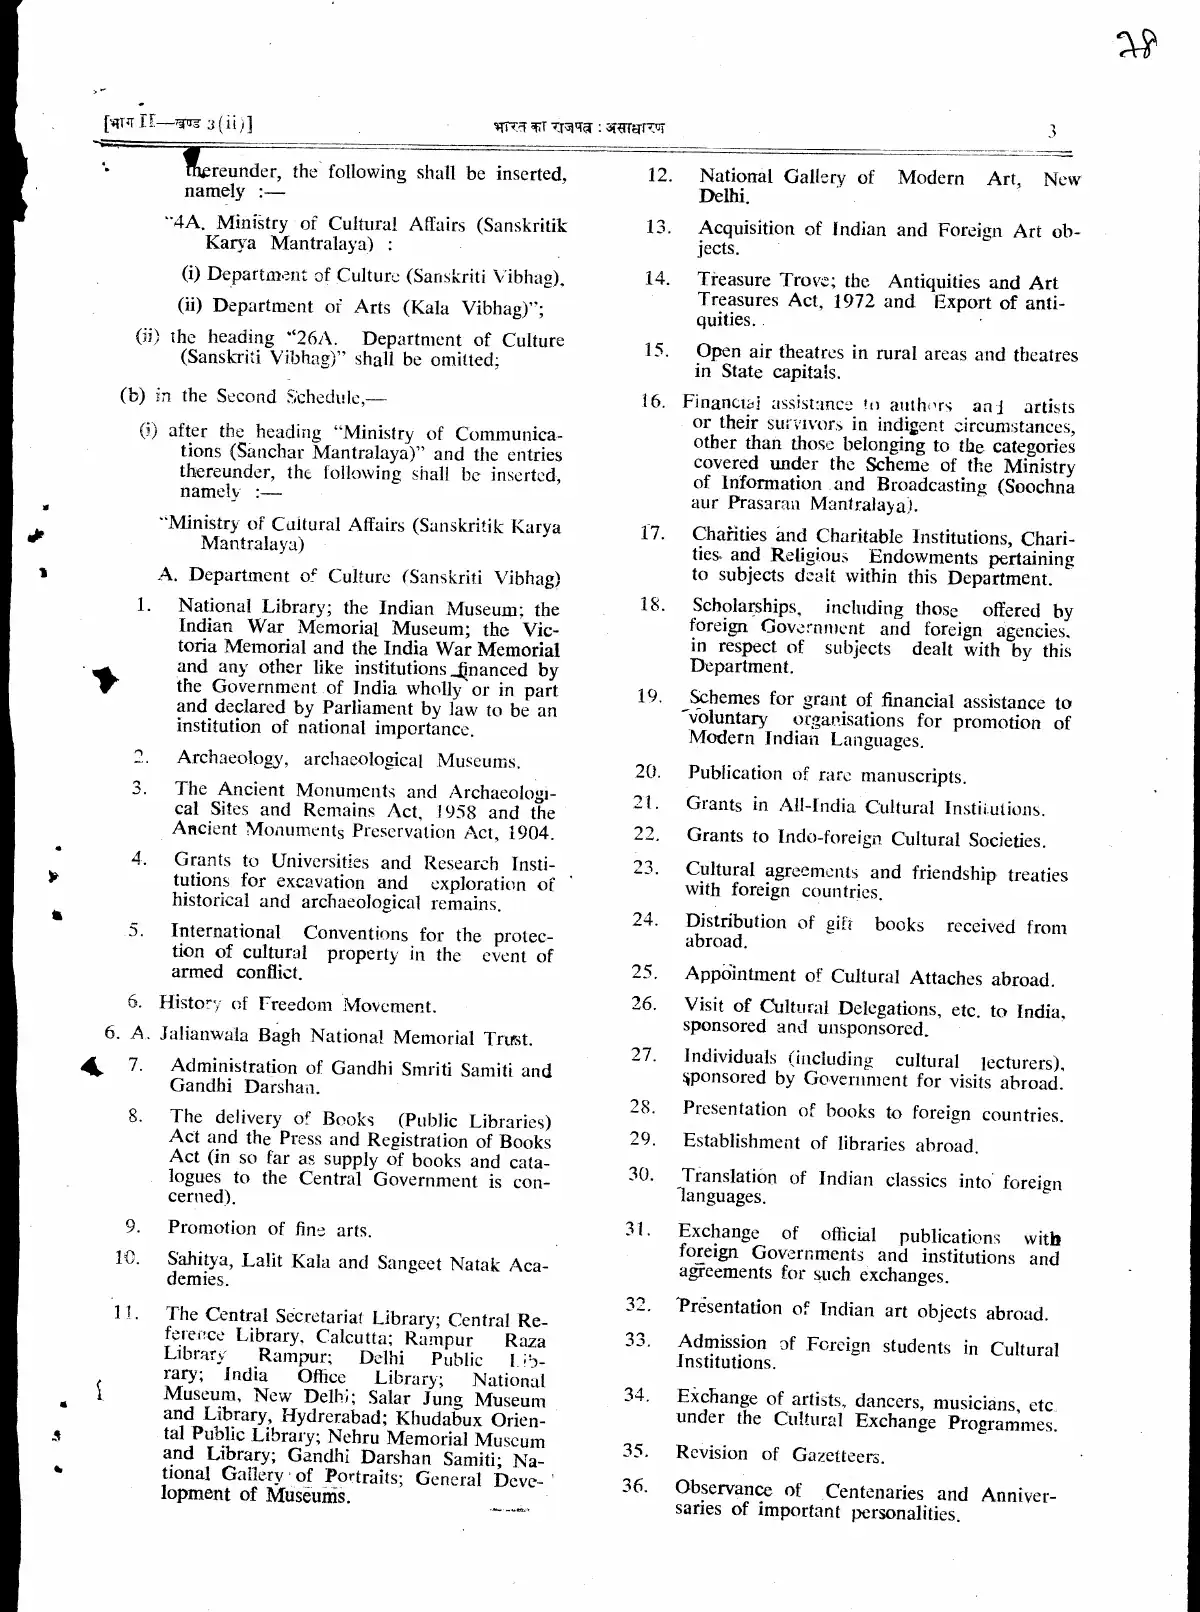 28
[भाग II—खण्ड 3(ii)]
भारत का राजपत्र : असाधारण
3
thereunder, the following shall be inserted,
namely :—
"4A. Ministry of Cultural Affairs (Sanskritik
Karya Mantralaya) :
(i) Department of Culture (Sanskriti Vibhag),
(ii) Department of Arts (Kala Vibhag)";
(ii) the heading "26A. Department of Culture
(Sanskriti Vibhag)" shall be omitted;
(b) in the Second Schedule,—
(i) after the heading "Ministry of Communica-
tions (Sanchar Mantralaya)" and the entries
thereunder, the following shall be inserted,
namely :—
"Ministry of Cultural Affairs (Sanskritik Karya
Mantralaya)
A. Department of Culture (Sanskriti Vibhag)
1. National Library; the Indian Museum; the
Indian War Memorial Museum; the Vic-
toria Memorial and the India War Memorial
and any other like institutions financed by
the Government of India wholly or in part
and declared by Parliament by law to be an
institution of national importance.
2. Archaeology, archaeological Museums.
3. The Ancient Monuments and Archaeologi-
cal Sites and Remains Act, 1958 and the
Ancient Monuments Preservation Act, 1904.
4. Grants to Universities and Research Insti-
tutions for excavation and exploration of
historical and archaeological remains.
5. International Conventions for the protec-
tion of cultural property in the event of
armed conflict.
6. History of Freedom Movement.
6. A. Jalianwala Bagh National Memorial Trust.
7. Administration of Gandhi Smriti Samiti and
Gandhi Darshan.
8. The delivery of Books (Public Libraries)
Act and the Press and Registration of Books
Act (in so far as supply of books and cata-
logues to the Central Government is con-
cerned).
9. Promotion of fine arts.
10. Sahitya, Lalit Kala and Sangeet Natak Aca-
demies.
11. The Central Secretariat Library; Central Re-
ference Library, Calcutta; Rampur Raza
Library Rampur; Delhi Public Lib-
rary; India Office Library; National
Museum, New Delhi; Salar Jung Museum
and Library, Hydrerabad; Khudabux Orien-
tal Public Library; Nehru Memorial Museum
and Library; Gandhi Darshan Samiti; Na-
tional Gallery of Portraits; General Deve-
lopment of Museums.
12. National Gallery of Modern Art, New
Delhi.
13. Acquisition of Indian and Foreign Art ob-
jects.
14. Treasure Trove; the Antiquities and Art
Treasures Act, 1972 and Export of anti-
quities.
15. Open air theatres in rural areas and theatres
in State capitals.
16. Financial assistance to authors and artists
or their survivors in indigent circumstances,
other than those belonging to the categories
covered under the Scheme of the Ministry
of Information and Broadcasting (Soochna
aur Prasaran Mantralaya).
17. Charities and Charitable Institutions, Chari-
ties and Religious Endowments pertaining
to subjects dealt within this Department.
18. Scholarships, including those offered by
foreign Government and foreign agencies,
in respect of subjects dealt with by this
Department.
19. Schemes for grant of financial assistance to
voluntary organisations for promotion of
Modern Indian Languages.
20. Publication of rare manuscripts.
21. Grants in All-India Cultural Institutions.
22. Grants to Indo-foreign Cultural Societies.
23. Cultural agreements and friendship treaties
with foreign countries.
24. Distribution of gift books received from
abroad.
25. Appointment of Cultural Attaches abroad.
26. Visit of Cultural Delegations, etc. to India,
sponsored and unsponsored.
27. Individuals (including cultural lecturers),
sponsored by Government for visits abroad.
28. Presentation of books to foreign countries.
29. Establishment of libraries abroad.
30. Translation of Indian classics into foreign
languages.
31. Exchange of official publications with
foreign Governments and institutions and
agreements for such exchanges.
32. Presentation of Indian art objects abroad.
33. Admission of Foreign students in Cultural
Institutions.
34. Exchange of artists, dancers, musicians, etc
under the Cultural Exchange Programmes.
35. Revision of Gazetteers.
36. Observance of Centenaries and Anniver-
saries of important personalities.